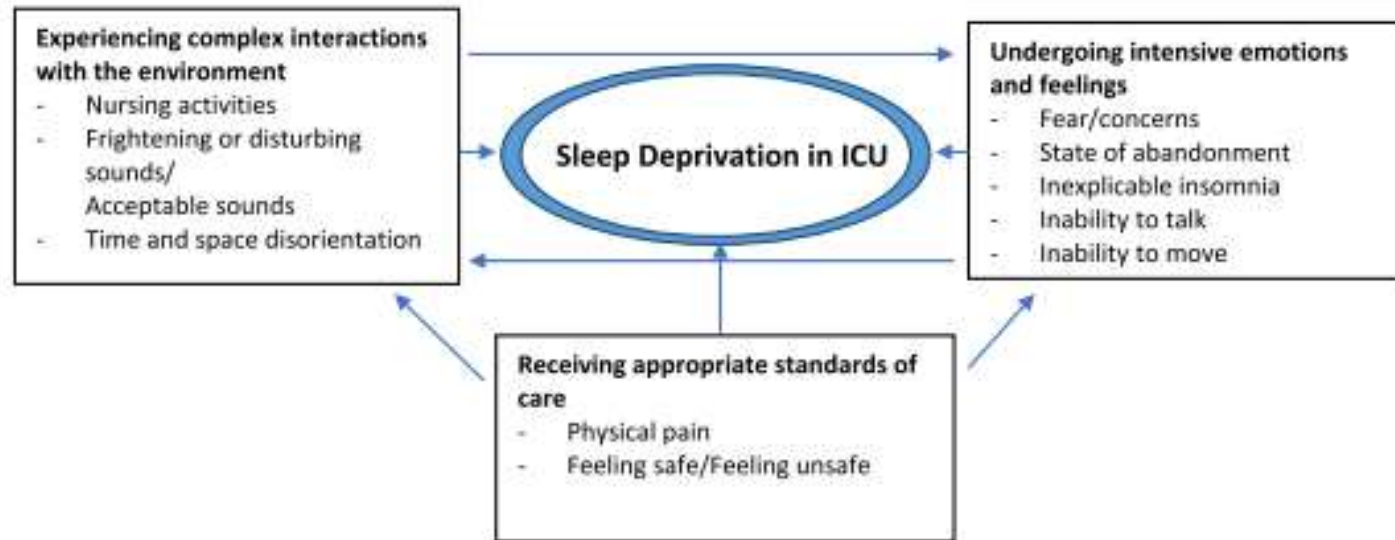 Experiencing complex interactions
with the environment
- Nursing activities
- Frightening or disturbing
sounds/
Acceptable sounds
- Time and space disorientation
Sleep Deprivation in ICU
Undergoing intensive emotions
and feelings
- Fear/concerns
- State of abandonment
- Inexplicable insomnia
- Inability to talk
- Inability to move
Receiving appropriate standards of
care
- Physical pain
- Feeling safe/Feeling unsafe